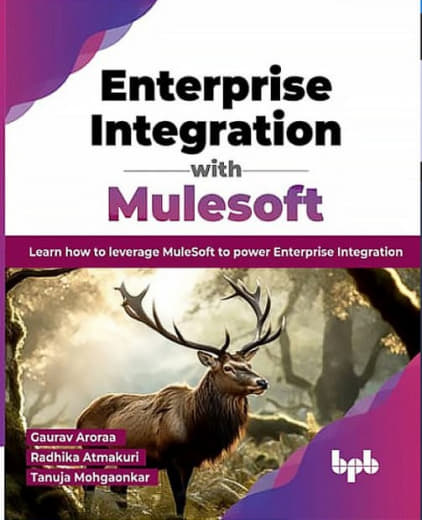 Enterprise
Integration
with
Mulesoft
Learn how to leverage MuleSoft to power Enterprise Integration
Gaurav Aroraa
Radhika Atmakuri
Tanuja Mohgaonkar
bpb